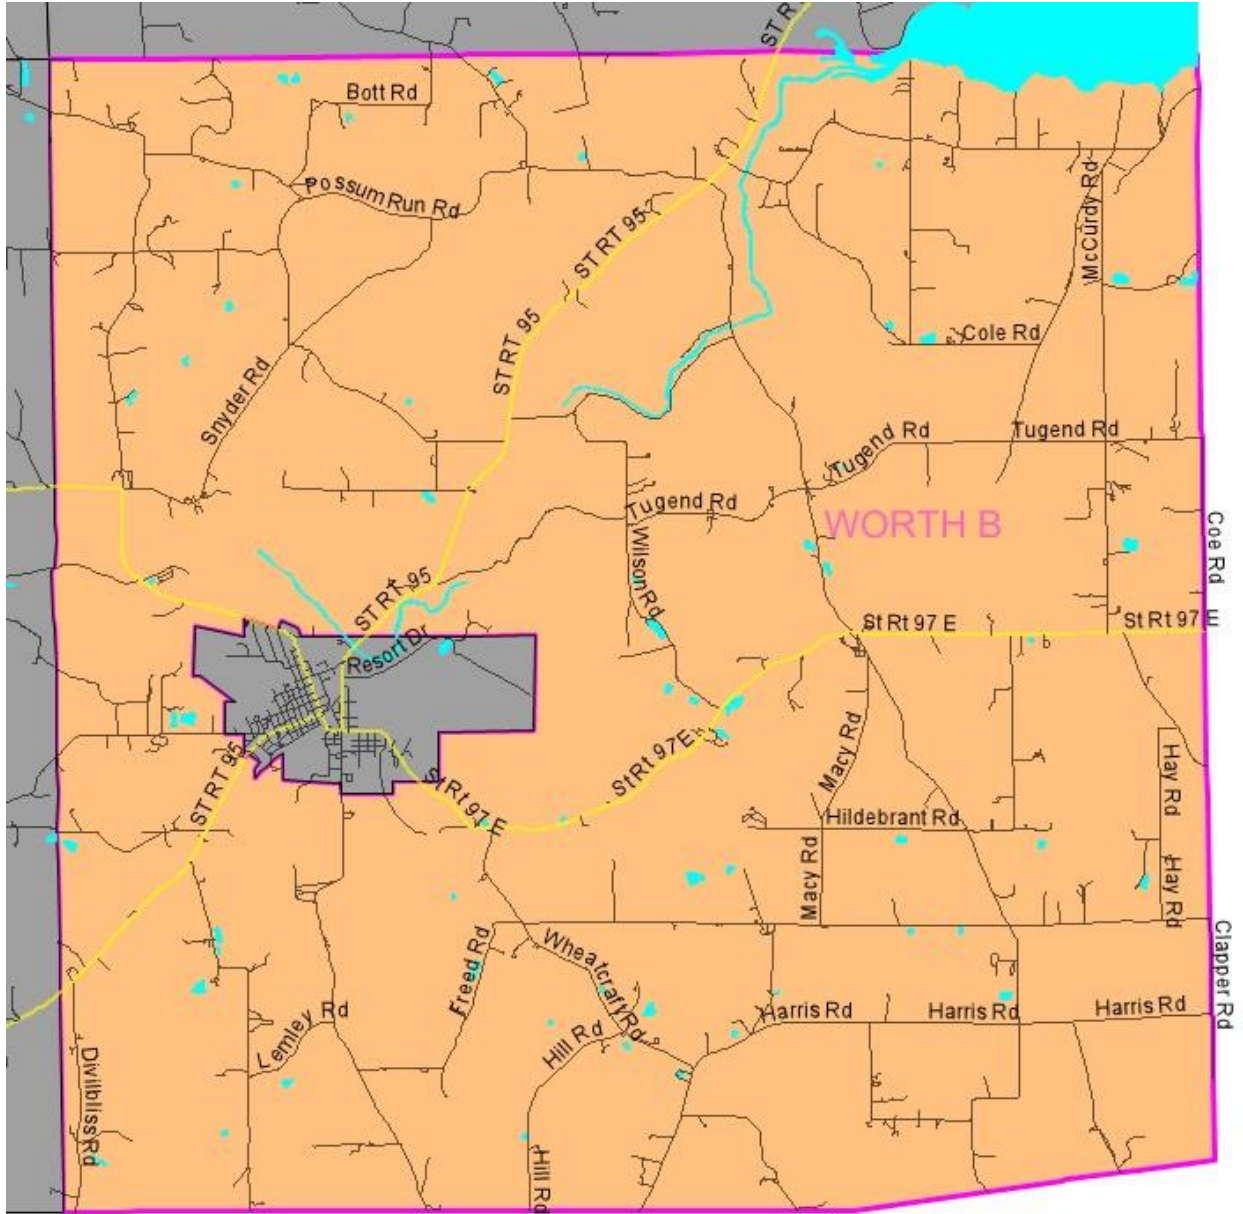 ST R
Bott Rd
Possum Run Rd
McCurdy Rd
ST RT 95
ST RT 95
Cole Rd
Snyder Rd
Tugend Rd
Tugend Rd
Tugend Rd
WORTH B
Coe Rd
Wilson Rd
ST RT 95
St Rt 97 E
St Rt 97 E
Resort Dr
Macy Rd
St Rt 97 E
Hay Rd
ST RT 95
St Rt 97 E
Hildebrant Rd
Macy Rd
Hay Rd
Clapper Rd
Freed Rd
Wheatcraft Rd
Lemley Rd
Hill Rd
Harris Rd
Harris Rd
Harris Rd
Divilbliss Rd
Hill Rd